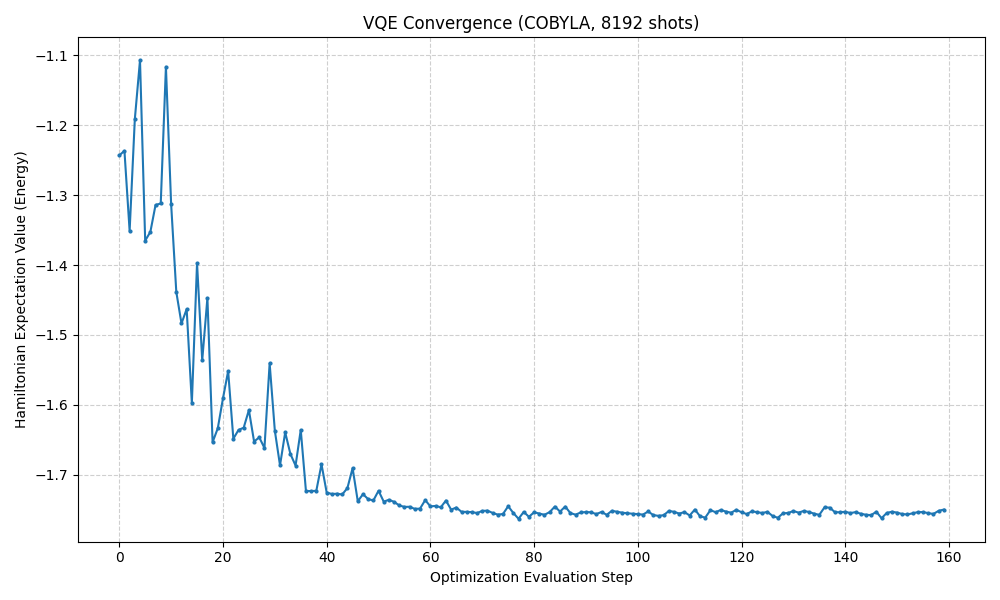 VQE Convergence (COBYLA, 8192 shots)
Hamiltonian Expectation Value (Energy)
−1.1
−1.2
−1.3
−1.4
−1.5
−1.6
−1.7
0 20 40 60 80 100 120 140 160
Optimization Evaluation Step